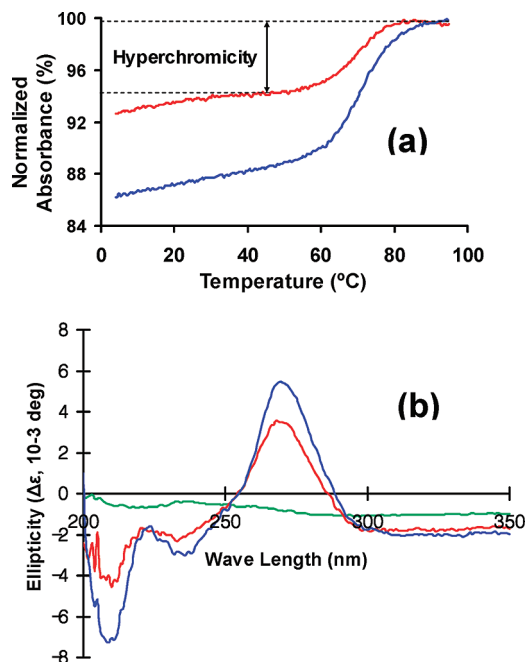 100
96
92
88
84
Normalized
Absorbance (%)
Hyperchromicity
(a)
0 20 40 60 80 100
Temperature (ºC)
8
6
4
2
0
−2
−4
−6
−8
Ellipticity (Δε, 10-3 deg)
(b)
200 250 300 350
Wave Length (nm)